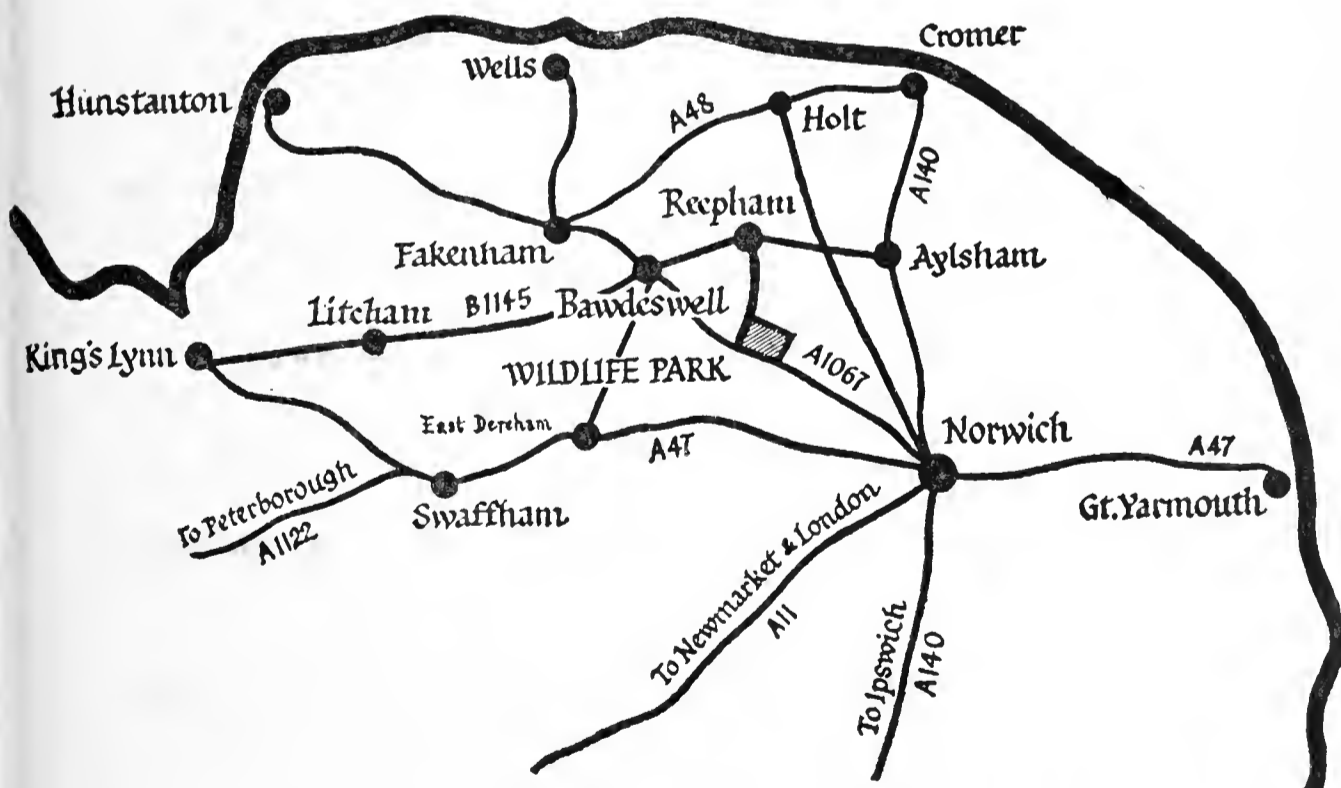 Cromer
Wells
Hunstanton
A48
Holt
A140
Reepham
Fakenham
Aylsham
Litcham
B1145
Bawdeswell
King's Lynn
WILDLIFE PARK
A1067
East Dereham
A47
Norwich
A47
To Peterborough
A1122
Swaffham
Gt. Yarmouth
To Newmarket & London
A11
To Ipswich
A140